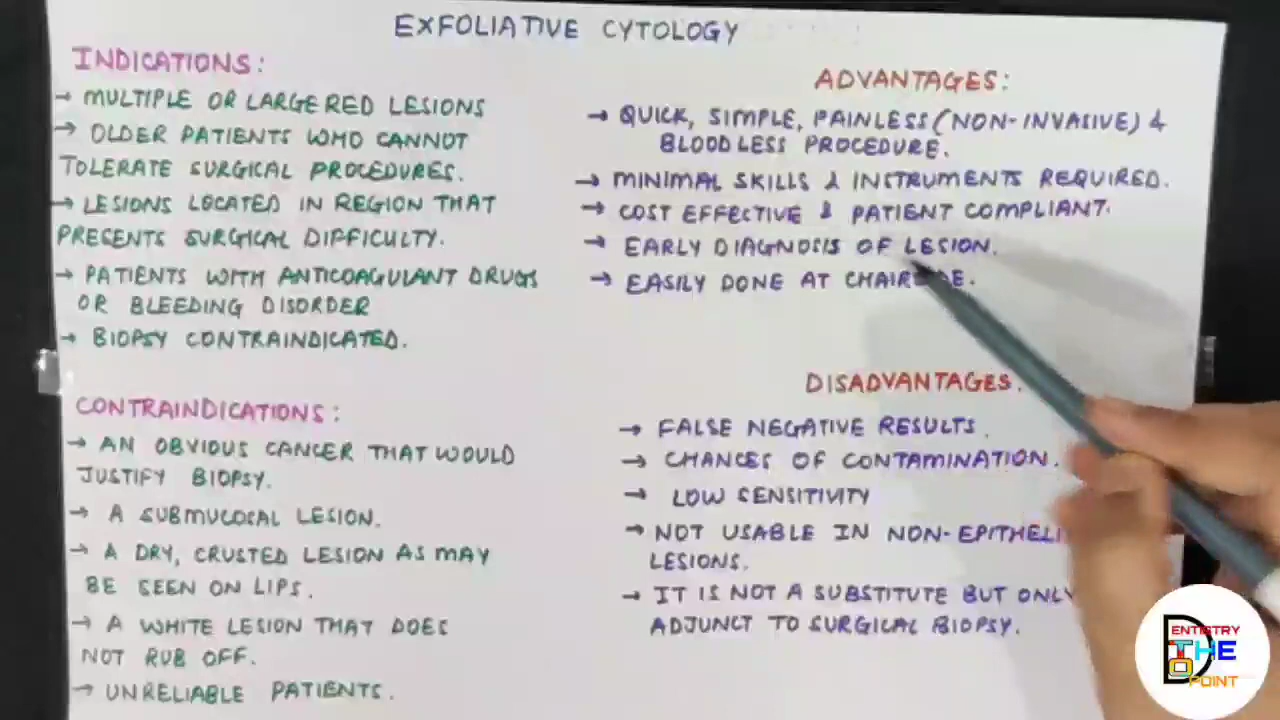 EXFOLIATIVE CYTOLOGY
INDICATIONS:
→ MULTIPLE OR LARGE RED LESIONS
→ OLDER PATIENTS WHO CANNOT
TOLERATE SURGICAL PROCEDURES.
→ LESIONS LOCATED IN REGION THAT
PRESENTS SURGICAL DIFFICULTY.
→ PATIENTS WITH ANTICOAGULANT DRUGS
OR BLEEDING DISORDER
→ BIOPSY CONTRAINDICATED.
CONTRAINDICATIONS:
→ AN OBVIOUS CANCER THAT WOULD
JUSTIFY BIOPSY.
→ A SUBMUCOSAL LESION.
→ A DRY, CRUSTED LESION AS MAY
BE SEEN ON LIPS.
→ A WHITE LESION THAT DOES
NOT RUB OFF.
→ UNRELIABLE PATIENTS.
ADVANTAGES:
→ QUICK, SIMPLE, PAINLESS (NON-INVASIVE) &
BLOODLESS PROCEDURE.
→ MINIMAL SKILLS & INSTRUMENTS REQUIRED.
→ COST EFFECTIVE & PATIENT COMPLIANT.
→ EARLY DIAGNOSIS OF LESION.
→ EASILY DONE AT
DISADVANTAGES.
→ FALSE NEGATIVE RESULTS.
→ CHANCES OF CONTAMINATION.
→ LOW SENSITIVITY
→ NOT USABLE IN
LESIONS.
→ IT IS NOT A SUBSTITUTE BUT ONLY
ADJUNCT TO SURGICAL BIOPSY.
DENTISTRY
THE
TO
POINT